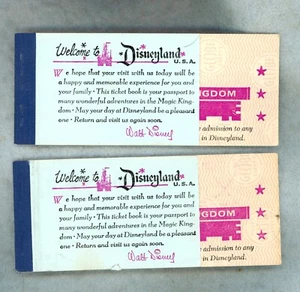 Welcome to Disneyland
U.S.A.
We hope that your visit with us today will be
a happy and memorable experience for you and
your family • This ticket book is your passport to
many wonderful adventures in the Magic King-
dom • May your day at Disneyland be a pleasant
one • Return and visit us again soon.
Walt Disney
KINGDOM
admission to any
in Disneyland.
Welcome to Disneyland
U.S.A.
We hope that your visit with us today will be
a happy and memorable experience for you and
your family • This ticket book is your passport to
many wonderful adventures in the Magic King-
dom • May your day at Disneyland be a pleasant
one • Return and visit us again soon.
Walt Disney
NGDOM
admission to any
in Disneyland.